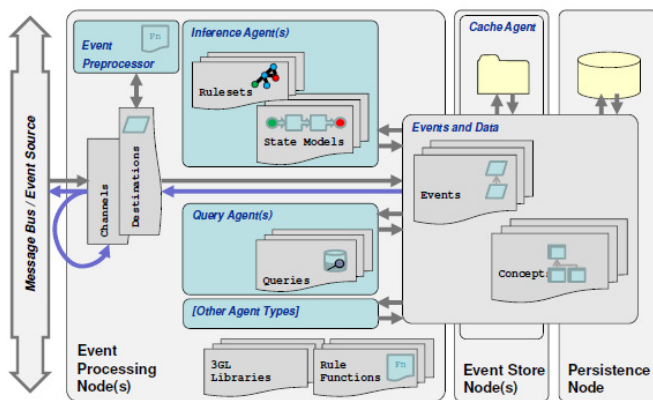 Message Bus / Event Source
Event
Preprocessor
Fn
Channels
Destinations
Inference Agent(s)
Rulesets
State Models
Query Agent(s)
Queries
[Other Agent Types]
Event
Processing
Node(s)
3GL
Libraries
Rule
Functions
Fn
Cache Agent
Events and Data
Events
Concepts
Event Store
Node(s)
Persistence
Node